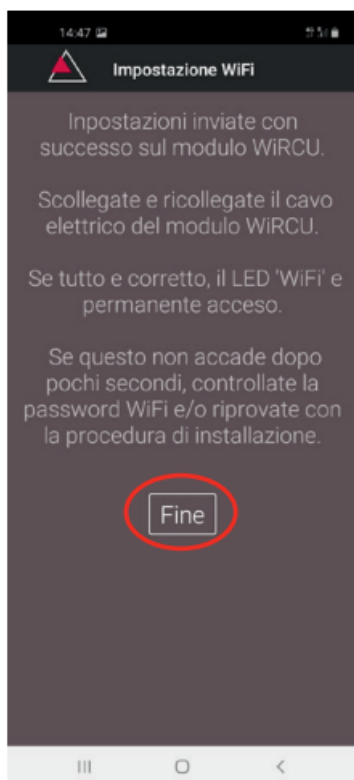 14:47
Impostazione WiFi
Inpostazioni inviate con
successo sul modulo WiRCU.
Scollegate e ricollegate il cavo
elettrico del modulo WiRCU.
Se tutto e corretto, il LED 'WiFi' e
permanente acceso.
Se questo non accade dopo
pochi secondi, controllate la
password WiFi e/o riprovate con
la procedura di installazione.
Fine